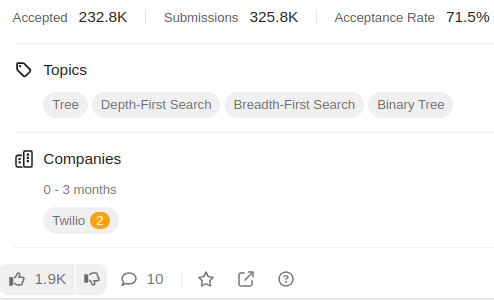 Accepted 232.8K Submissions 325.8K Acceptance Rate 71.5%
Topics
Tree Depth-First Search Breadth-First Search Binary Tree
Companies
0 - 3 months
Twilio 2
1.9K 10